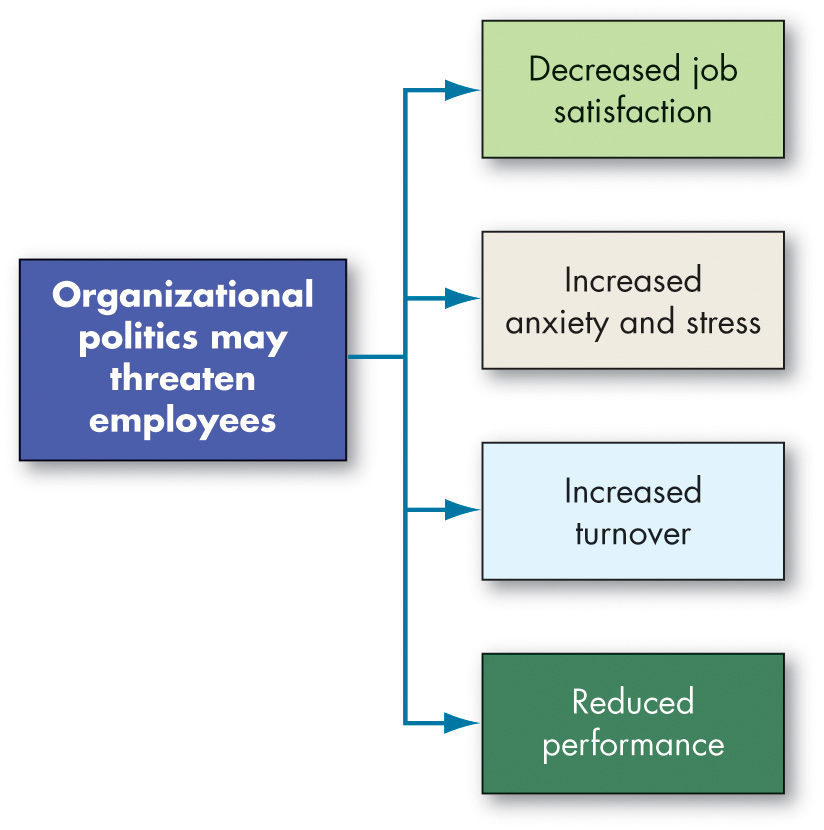 Organizational
politics may
threaten
employees
Decreased job
satisfaction
Increased
anxiety and stress
Increased
turnover
Reduced
performance